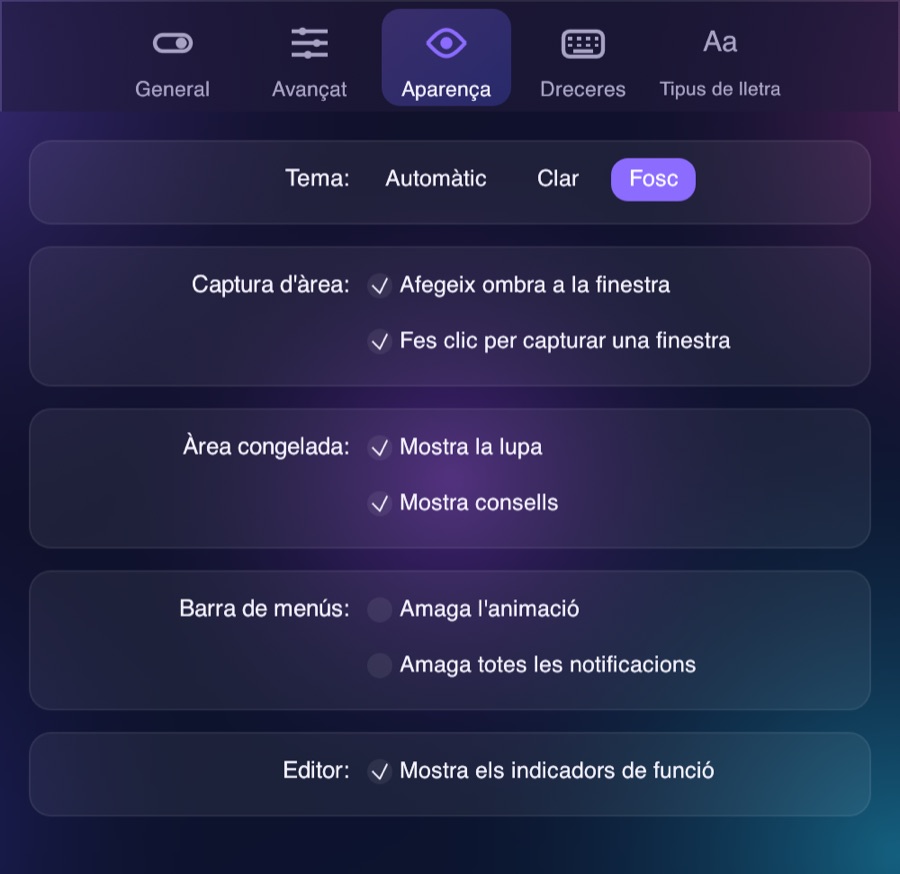 General
Avançat
Aparença
Dreceres
Aa
Tipus de lletra
Tema: Automàtic Clar Fosc
Captura d'àrea: Afegeix ombra a la finestra
Fes clic per capturar una finestra
Àrea congelada: Mostra la lupa
Mostra consells
Barra de menús: Amaga l'animació
Amaga totes les notificacions
Editor: Mostra els indicadors de funció